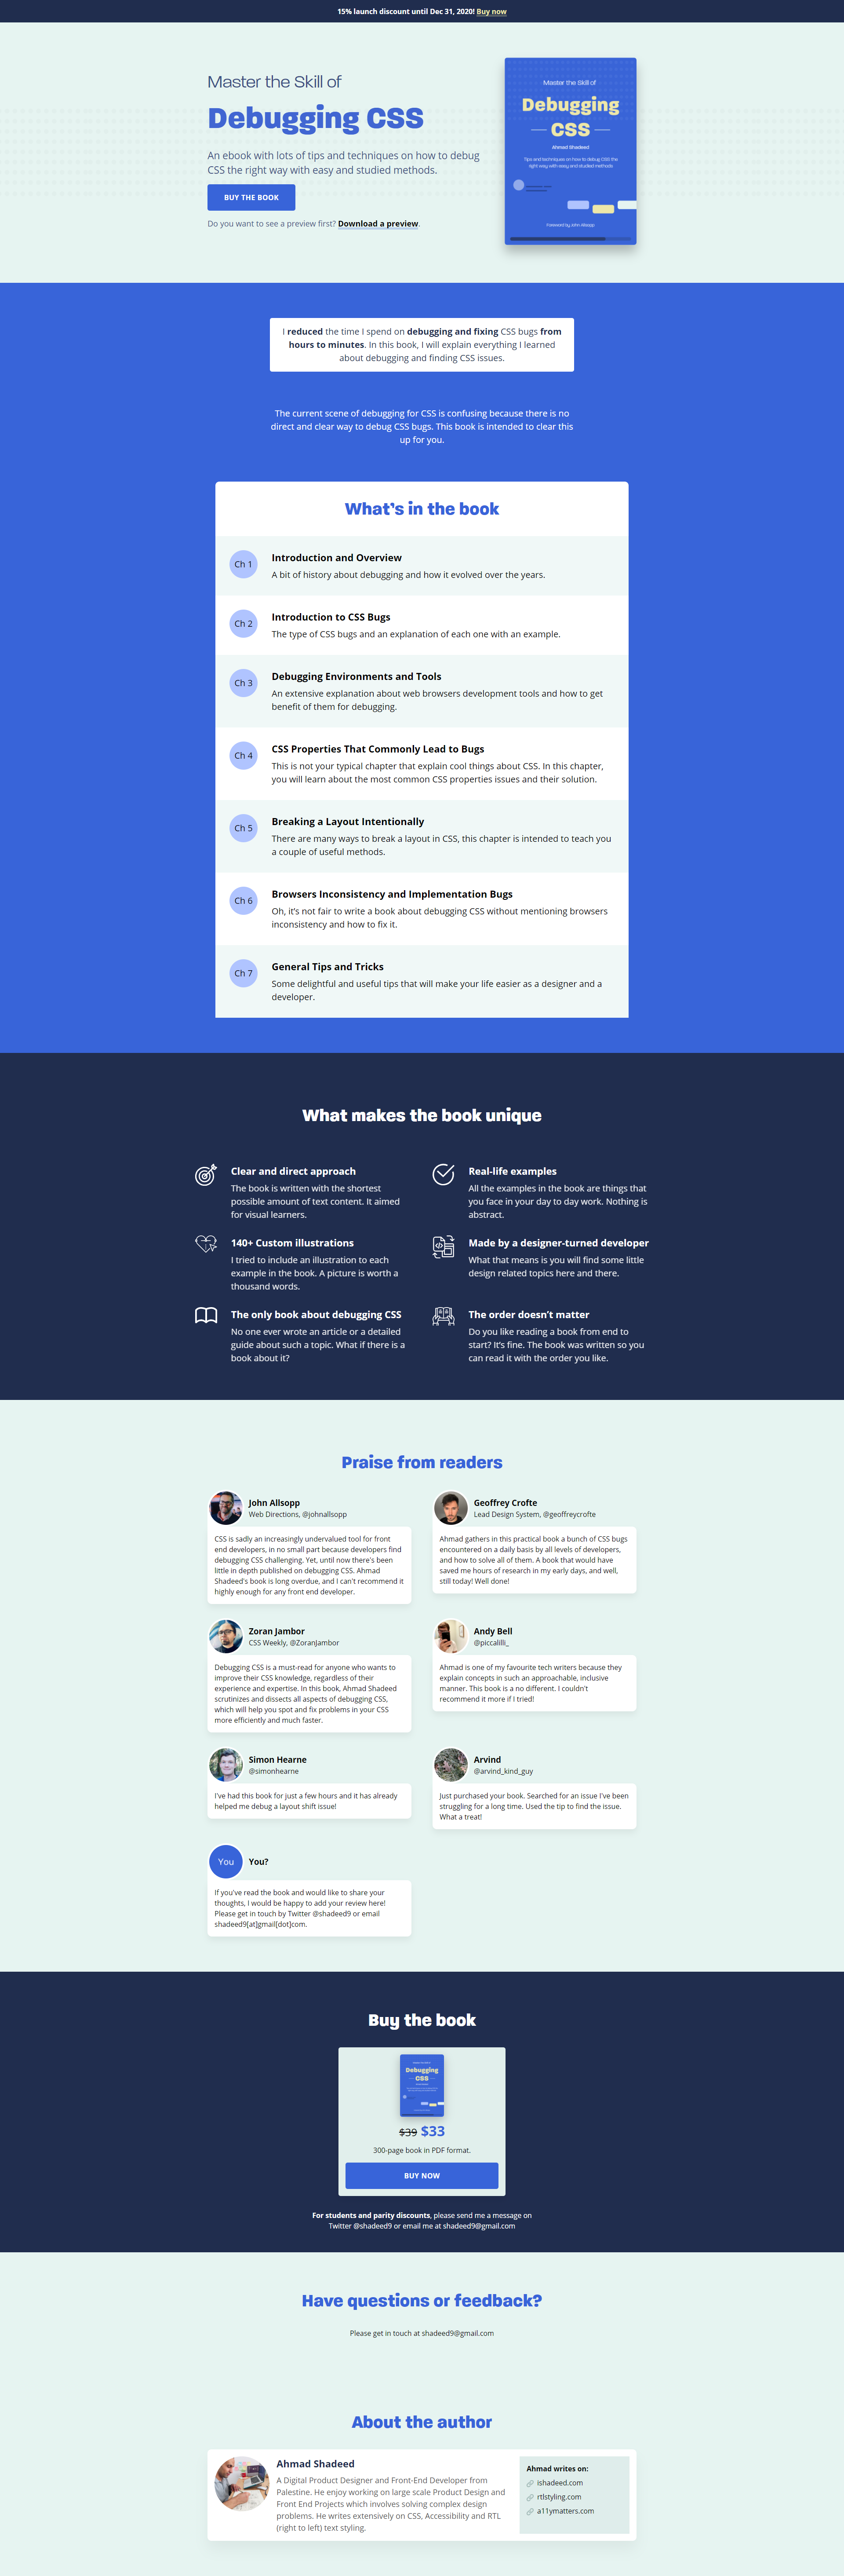 15% launch discount until Dec 31, 2020! Buy now
Master the Skill of
Debugging CSS
An ebook with lots of tips and techniques on how to debug
CSS the right way with easy and studied methods.
BUY THE BOOK
Do you want to see a preview first? Download a preview.
Master the Skill of
Debugging
CSS
Ahmad Shadeed
Tips and techniques on how to debug CSS the
right way with easy and studied methods
Foreword by John Allsopp
I reduced the time I spend on debugging and fixing CSS bugs from
hours to minutes. In this book, I will explain everything I learned
about debugging and finding CSS issues.
The current scene of debugging for CSS is confusing because there is no
direct and clear way to debug CSS bugs. This book is intended to clear this
up for you.
What's in the book
Ch 1
Introduction and Overview
A bit of history about debugging and how it evolved over the years.
Ch 2
Introduction to CSS Bugs
The type of CSS bugs and an explanation of each one with an example.
Ch 3
Debugging Environments and Tools
An extensive explanation about web browsers development tools and how to get
benefit of them for debugging.
Ch 4
CSS Properties That Commonly Lead to Bugs
This is not your typical chapter that explain cool things about CSS. In this chapter,
you will learn about the most common CSS properties issues and their solution.
Ch 5
Breaking a Layout Intentionally
There are many ways to break a layout in CSS, this chapter is intended to teach you
a couple of useful methods.
Ch 6
Browsers Inconsistency and Implementation Bugs
Oh, it's not fair to write a book about debugging CSS without mentioning browsers
inconsistency and how to fix it.
Ch 7
General Tips and Tricks
Some delightful and useful tips that will make your life easier as a designer and a
developer.
What makes the book unique
Clear and direct approach
The book is written with the shortest
possible amount of text content. It aimed
for visual learners.
Real-life examples
All the examples in the book are things that
you face in your day to day work. Nothing is
abstract.
140+ Custom illustrations
I tried to include an illustration to each
example in the book. A picture is worth a
thousand words.
Made by a designer-turned developer
What that means is you will find some little
design related topics here and there.
The only book about debugging CSS
No one ever wrote an article or a detailed
guide about such a topic. What if there is a
book about it?
The order doesn't matter
Do you like reading a book from end to
start? It's fine. The book was written so you
can read it with the order you like.
Praise from readers
John Allsopp
Web Directions, @johnallsopp
CSS is sadly an increasingly undervalued tool for front
end developers, in no small part because developers find
debugging CSS challenging. Yet, until now there's been
little in depth published on debugging CSS. Ahmad
Shadeed's book is long overdue, and I can't recommend it
highly enough for any front end developer.
Geoffrey Crofte
Lead Design System, @geoffreycrofte
Ahmad gathers in this practical book a bunch of CSS bugs
encountered on a daily basis by all levels of developers,
and how to solve all of them. A book that would have
saved me hours of research in my early days, and well,
still today! Well done!
Zoran Jambor
CSS Weekly, @ZoranJambor
Debugging CSS is a must-read for anyone who wants to
improve their CSS knowledge, regardless of their
experience and expertise. In this book, Ahmad Shadeed
scrutinizes and dissects all aspects of debugging CSS,
which will help you spot and fix problems in your CSS
more efficiently and much faster.
Andy Bell
@piccalilli_
Ahmad is one of my favourite tech writers because they
explain concepts in such an approachable, inclusive
manner. This book is a no different. I couldn't
recommend it more if I tried!
Simon Hearne
@simonhearne
I've had this book for just a few hours and it has already
helped me debug a layout shift issue!
Arvind
@arvind_kind_guy
Just purchased your book. Searched for an issue I've been
struggling for a long time. Used the tip to find the issue.
What a treat!
You
You?
If you've read the book and would like to share your
thoughts, I would be happy to add your review here!
Please get in touch by Twitter @shadeed9 or email
shadeed9[at]gmail[dot]com.
Buy the book
Debugging
CSS
$39 $33
300-page book in PDF format.
BUY NOW
For students and parity discounts, please send me a message on
Twitter @shadeed9 or email me at shadeed9@gmail.com
Have questions or feedback?
Please get in touch at shadeed9@gmail.com
About the author
Ahmad Shadeed
A Digital Product Designer and Front-End Developer from
Palestine. He enjoy working on large scale Product Design and
Front End Projects which involves solving complex design
problems. He writes extensively on CSS, Accessibility and RTL
(right to left) text styling.
Ahmad writes on:
ishadeed.com
rtlstyling.com
a11ymatters.com